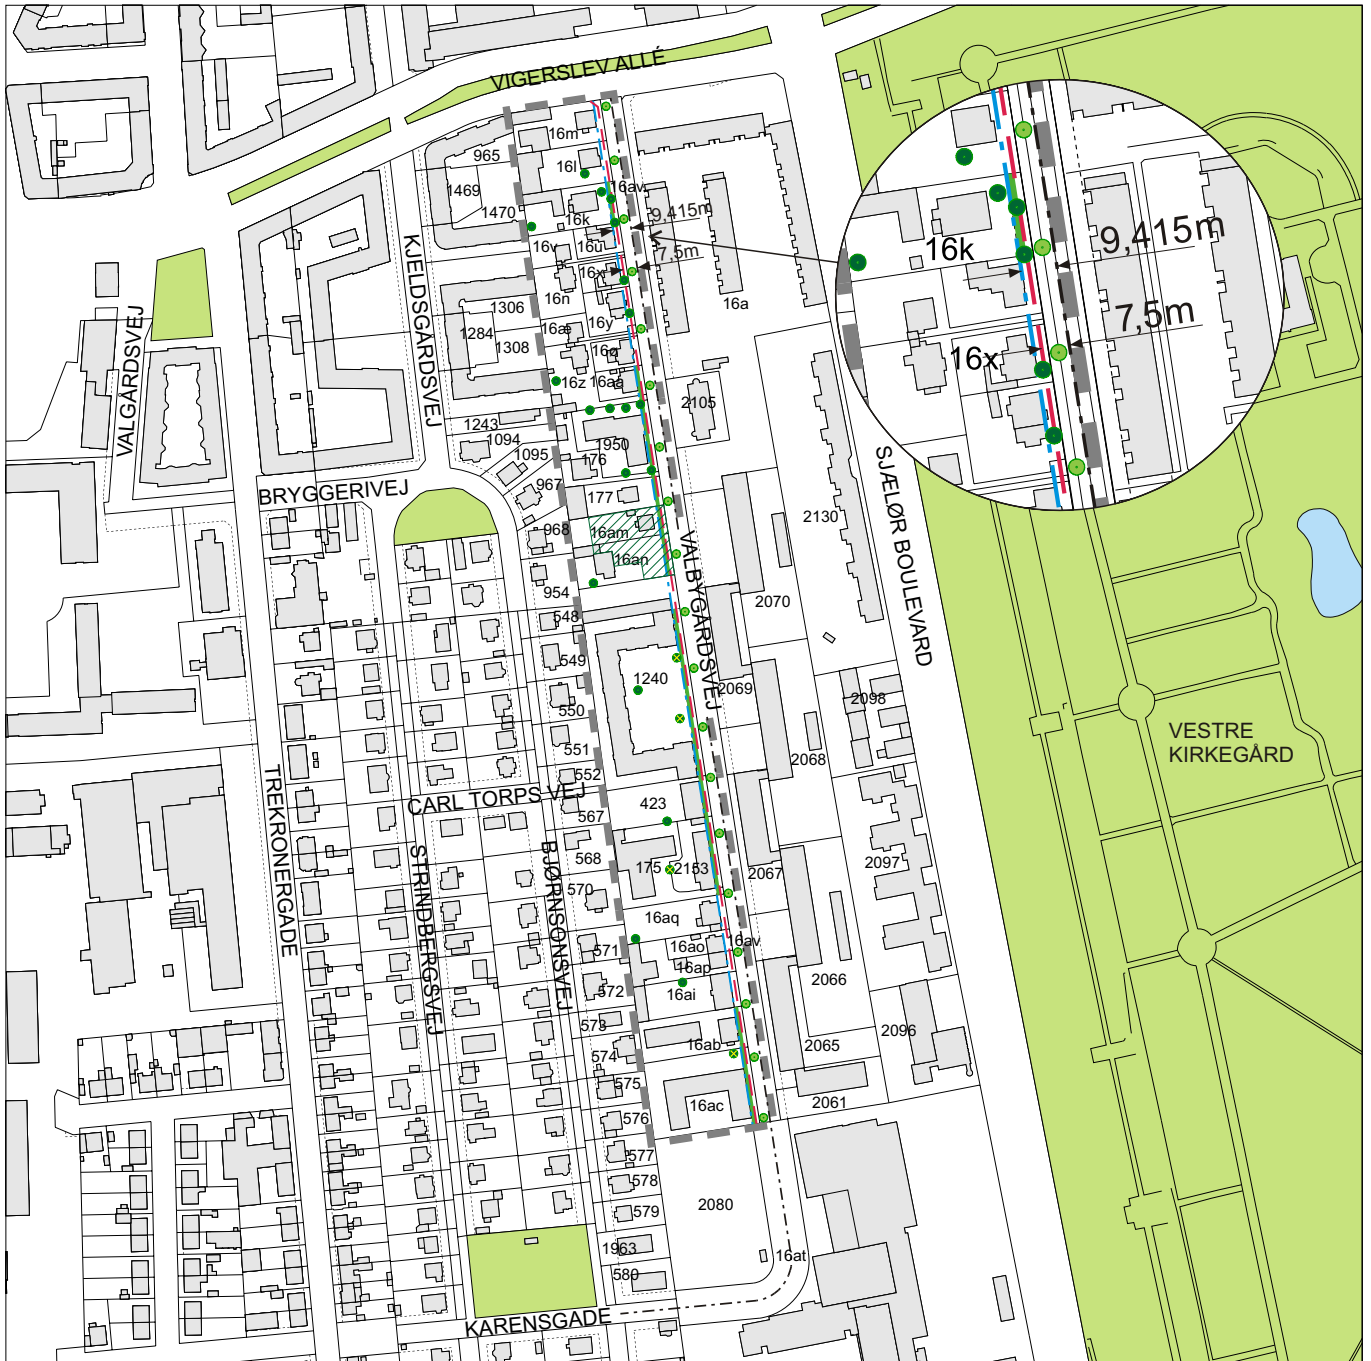 VIGERSLEV ALLÉ
16m
965
16l
1469
16av
1470
16k
9,415m
16v
16u
7,5m
16x
16n
16a
1306
16y
1284
16æ
1308
16ø
16z
16aa
2105
1243
1094
1950
1095
176
967
177
2130
968
16am
16an
954
2070
548
549
1240
2069
550
2098
551
2068
552
423
567
568
175
2153
2067
2097
570
16aq
571
16ao
16av
16ap
2066
572
16ai
573
2096
574
16ab
2065
575
16ac
2061
576
577
578
2080
579
1963
16at
580
KJELDSGÅRDSVEJ
VALGÅRDSVEJ
BRYGGERIVEJ
SJÆLØR BOULEVARD
VALBYGÅRDSVEJ
VESTRE
KIRKEGÅRD
CARL TORPS VEJ
TREKRONERGADE
STRINDBERGSVEJ
BJØRNSONSVEJ
KARENSGADE
16k
9,415m
7,5m
16x